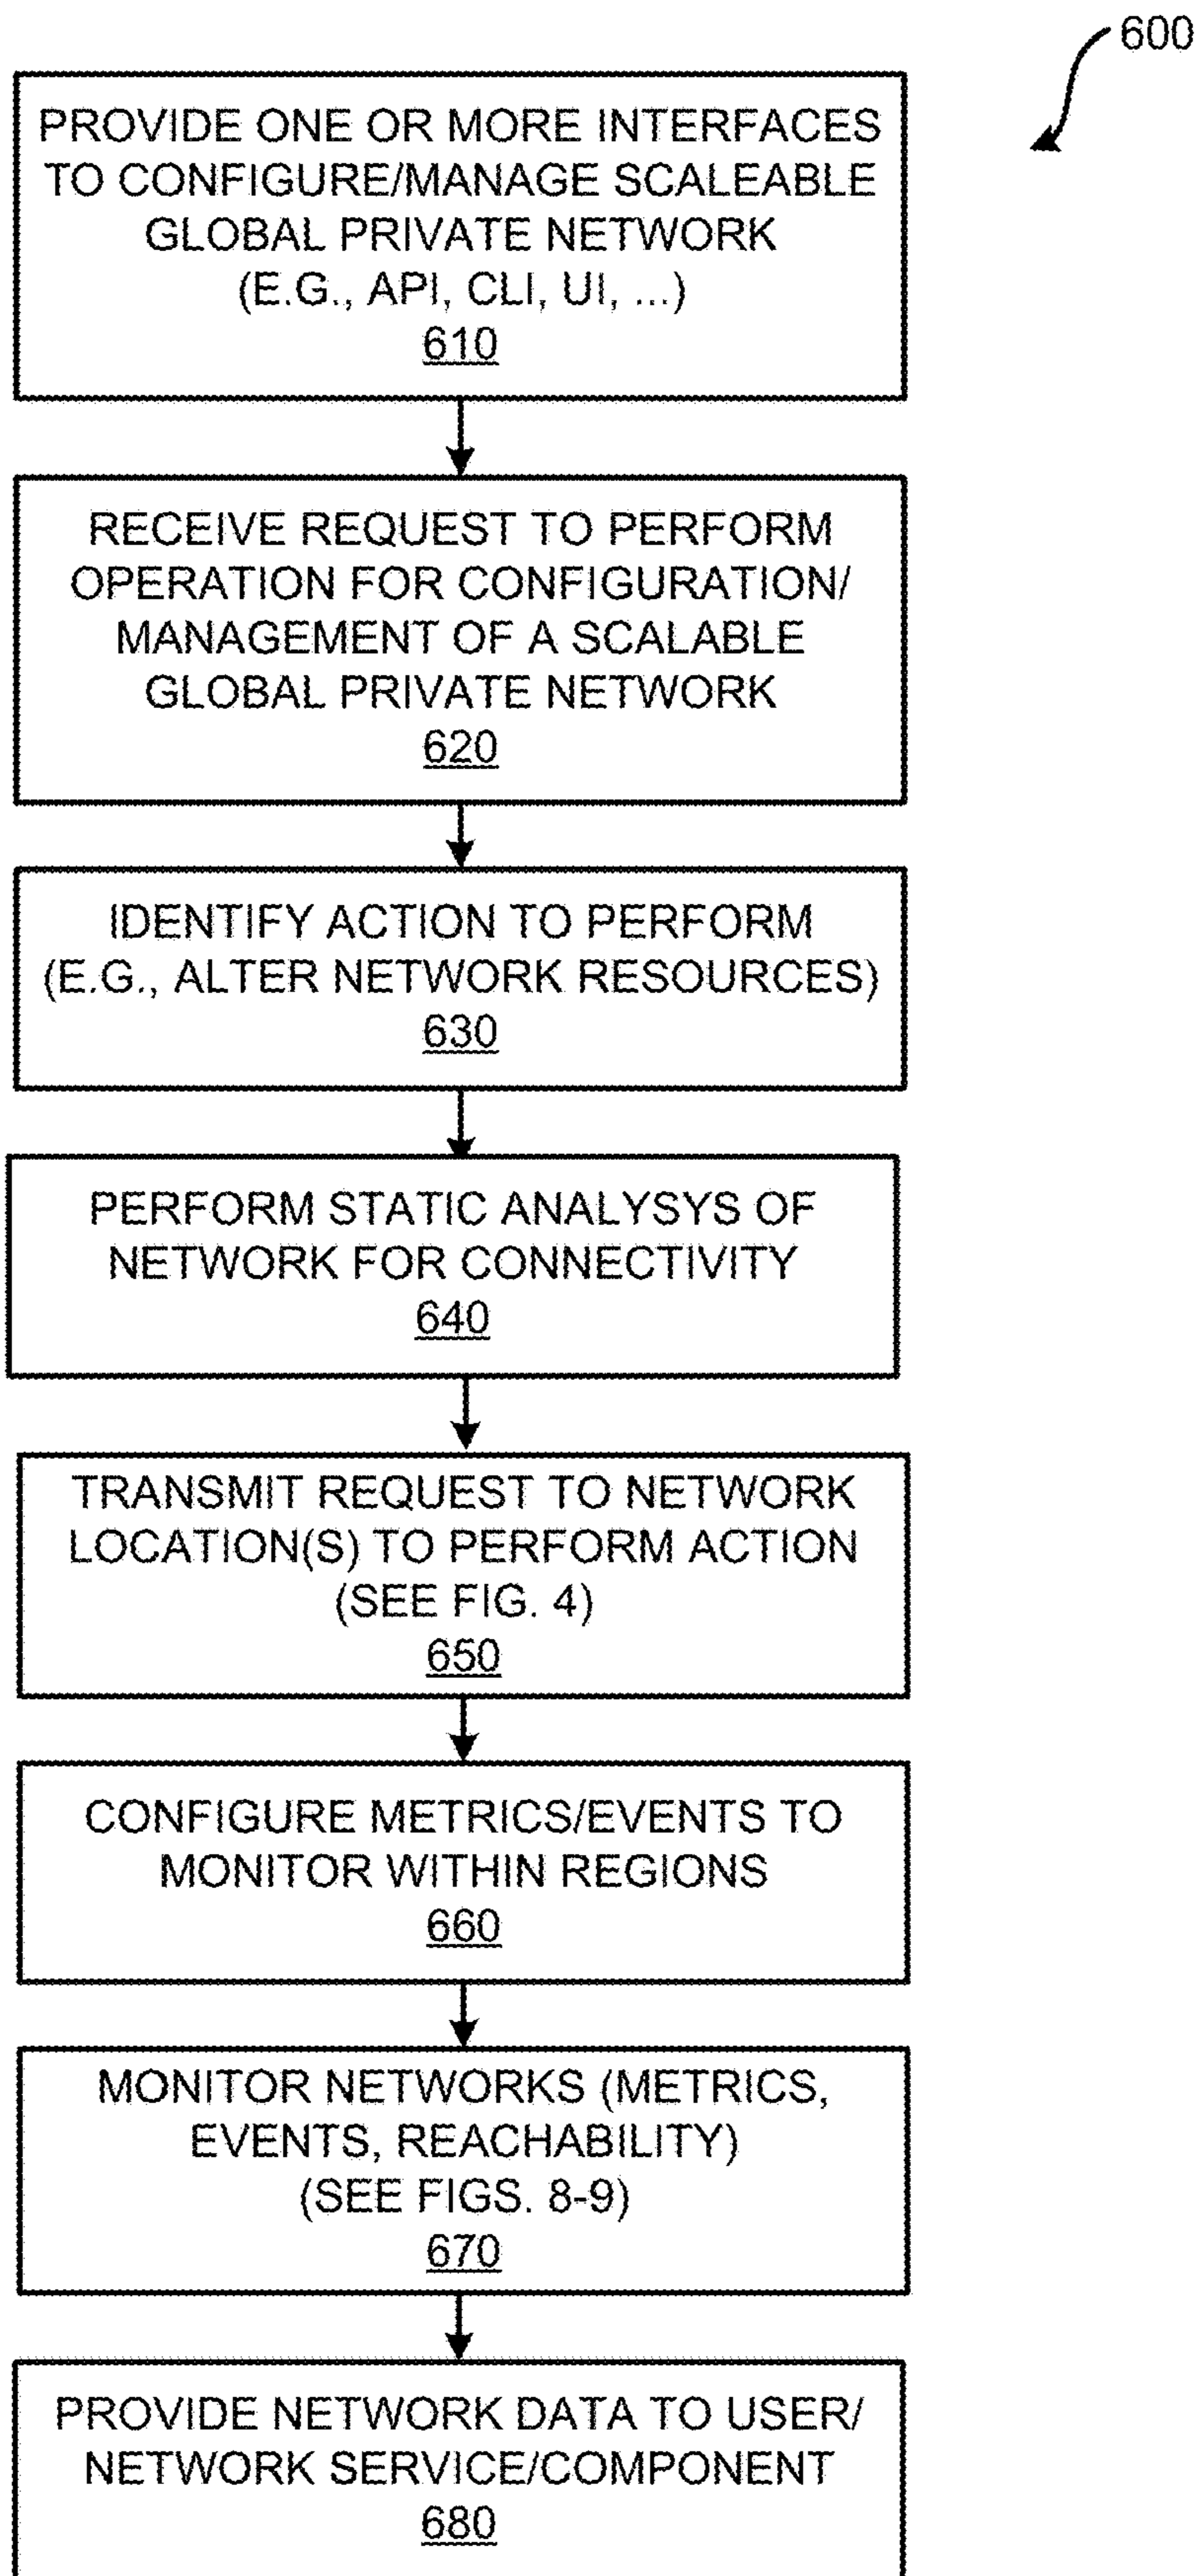 600
PROVIDE ONE OR MORE INTERFACES
TO CONFIGURE/MANAGE SCALEABLE
GLOBAL PRIVATE NETWORK
(E.G., API, CLI, UI, ...)
610
RECEIVE REQUEST TO PERFORM
OPERATION FOR CONFIGURATION/
MANAGEMENT OF A SCALABLE
GLOBAL PRIVATE NETWORK
620
IDENTIFY ACTION TO PERFORM
(E.G., ALTER NETWORK RESOURCES)
630
PERFORM STATIC ANALYSYS OF
NETWORK FOR CONNECTIVITY
640
TRANSMIT REQUEST TO NETWORK
LOCATION(S) TO PERFORM ACTION
(SEE FIG. 4)
650
CONFIGURE METRICS/EVENTS TO
MONITOR WITHIN REGIONS
660
MONITOR NETWORKS (METRICS,
EVENTS, REACHABILITY)
(SEE FIGS. 8-9)
670
PROVIDE NETWORK DATA TO USER/
NETWORK SERVICE/COMPONENT
680